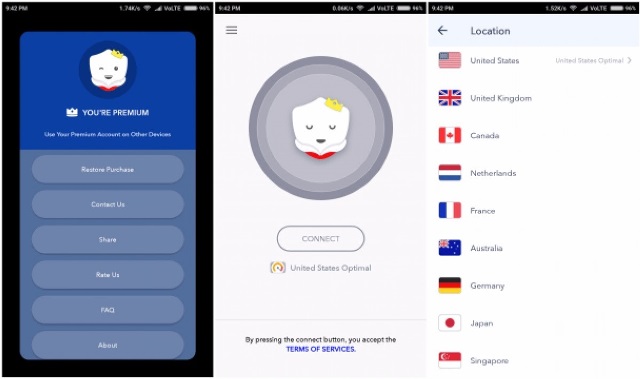 9:42 PM 1.74K/s VoLTE 96%
YOU'RE PREMIUM
Use Your Premium Account on Other Devices
Restore Purchase
Contact Us
Share
Rate Us
FAQ
About
9:42 PM 0.06K/s VoLTE 96%
CONNECT
United States Optimal
By pressing the connect button, you accept the
TERMS OF SERVICES.
9:42 PM 1.52K/s VoLTE 96%
Location
United States United States Optimal
United Kingdom
Canada
Netherlands
France
Australia
Germany
Japan
Singapore